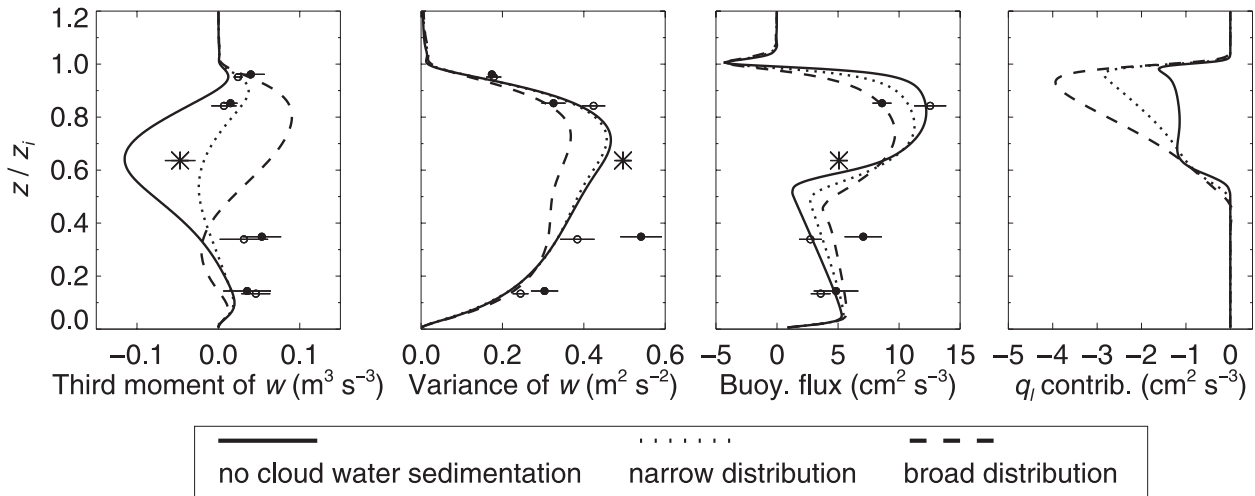 1.2
1.0
0.8
0.6
0.4
0.2
0.0
z / zᵢ
−0.1 0.0 0.1
Third moment of w (m³ s⁻³)
0.0 0.2 0.4 0.6
Variance of w (m² s⁻²)
−5 0 5 10 15
Buoy. flux (cm² s⁻³)
−5 −4 −3 −2 −1 0
qₗ contrib. (cm² s⁻³)
no cloud water sedimentation
narrow distribution
broad distribution